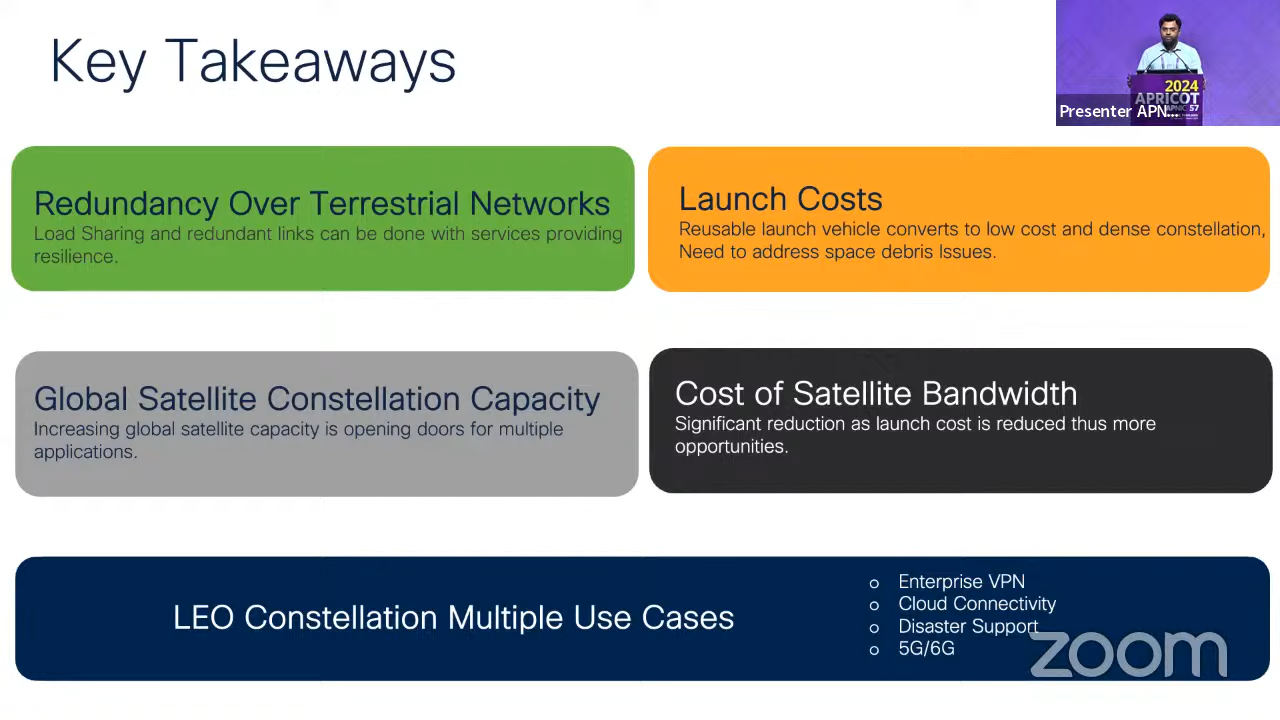 Key Takeaways
2024
APRICOT
57
Presenter APN...
Redundancy Over Terrestrial Networks
Load Sharing and redundant links can be done with services providing
resilience.
Launch Costs
Reusable launch vehicle converts to low cost and dense constellation,
Need to address space debris Issues.
Global Satellite Constellation Capacity
Increasing global satellite capacity is opening doors for multiple
applications.
Cost of Satellite Bandwidth
Significant reduction as launch cost is reduced thus more
opportunities.
LEO Constellation Multiple Use Cases
Enterprise VPN
Cloud Connectivity
Disaster Support
5G/6G
zoom